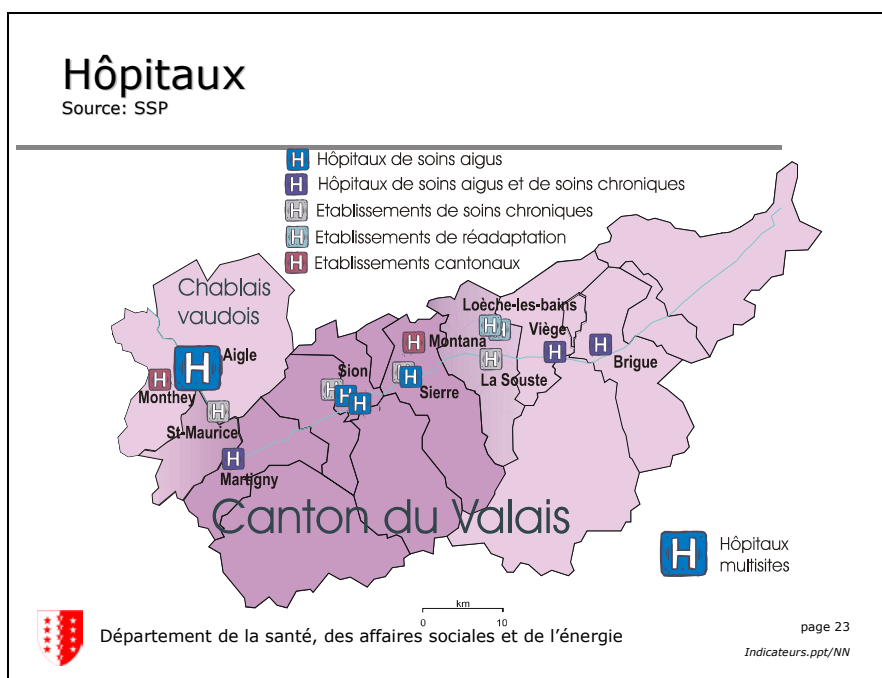 Hôpitaux
Source: SSP
H Hôpitaux de soins aigus
H Hôpitaux de soins aigus et de soins chroniques
H Etablissements de soins chroniques
H Etablissements de réadaptation
H Etablissements cantonaux
Chablais
vaudois
Loèche-les-bains
H H
Viège
H
H
Brigue
H
Montana
H
La Souste
H
Aigle
H
Monthey
H
St-Maurice
Sion
H
H
H
H
H
Sierre
H
Martigny
Canton du Valais
H Hôpitaux
multisites
km
0 10
Département de la santé, des affaires sociales et de l'énergie
page 23
Indicateurs.ppt/NN